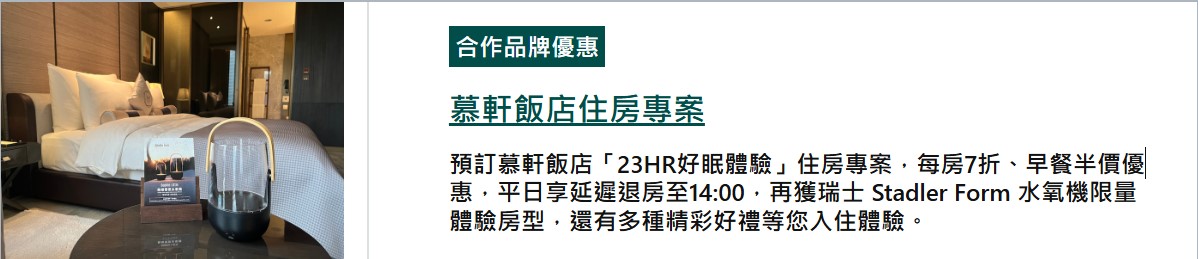 合作品牌優惠
慕軒飯店住房專案
預訂慕軒飯店「23HR好眠體驗」住房專案，每房7折、早餐半價優
惠，平日享延遲退房至14:00，再獲瑞士 Stadler Form 水氧機限量
體驗房型，還有多種精彩好禮等您入住體驗。